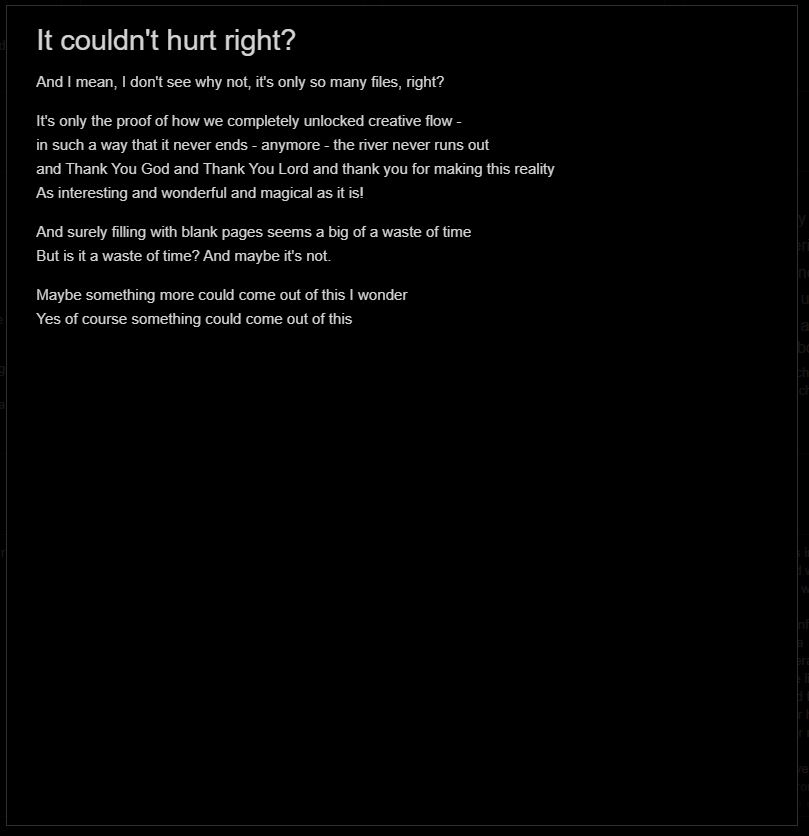 It couldn't hurt right?
And I mean, I don't see why not, it's only so many files, right?
It's only the proof of how we completely unlocked creative flow -
in such a way that it never ends - anymore - the river never runs out
and Thank You God and Thank You Lord and thank you for making this reality
As interesting and wonderful and magical as it is!
And surely filling with blank pages seems a big of a waste of time
But is it a waste of time? And maybe it's not.
Maybe something more could come out of this I wonder
Yes of course something could come out of this